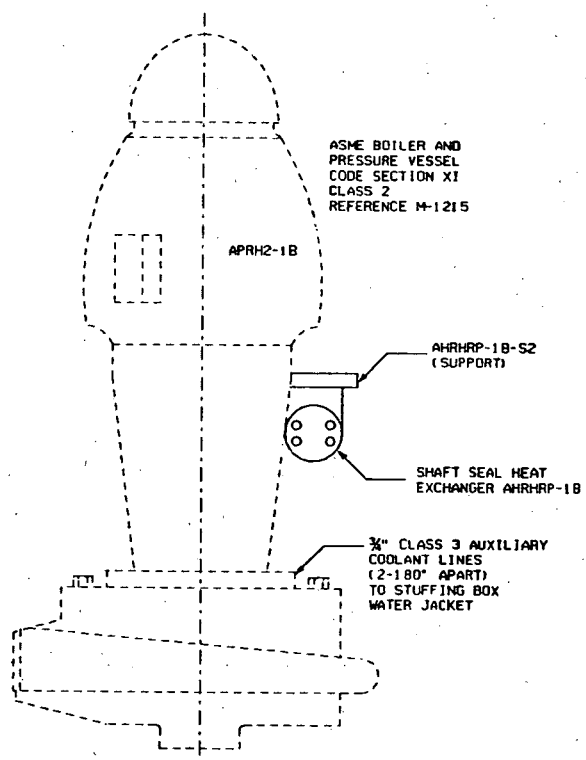 ASME BOILER AND
PRESSURE VESSEL
CODE SECTION XI
CLASS 2
REFERENCE M-1215
APRH2-1B
AHRHRP-1B-S2
(SUPPORT)
SHAFT SEAL HEAT
EXCHANGER AHRHRP-1B
¾" CLASS 3 AUXILIARY
COOLANT LINES
(2-180° APART)
TO STUFFING BOX
WATER JACKET